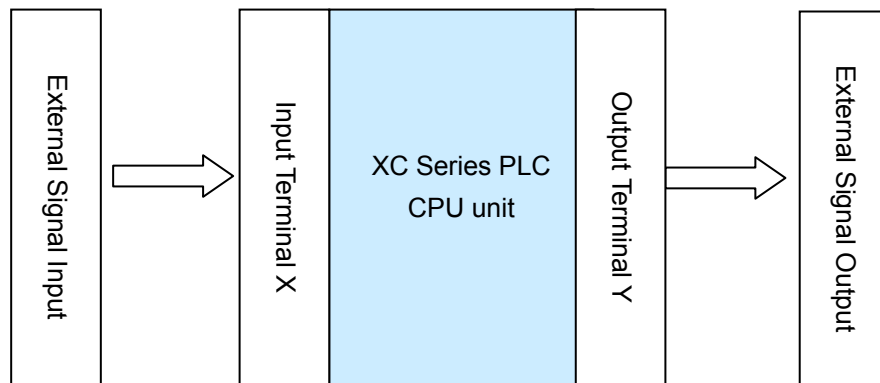 External Signal Input
Input Terminal X
XC Series PLC
CPU unit
Output Terminal Y
External Signal Output